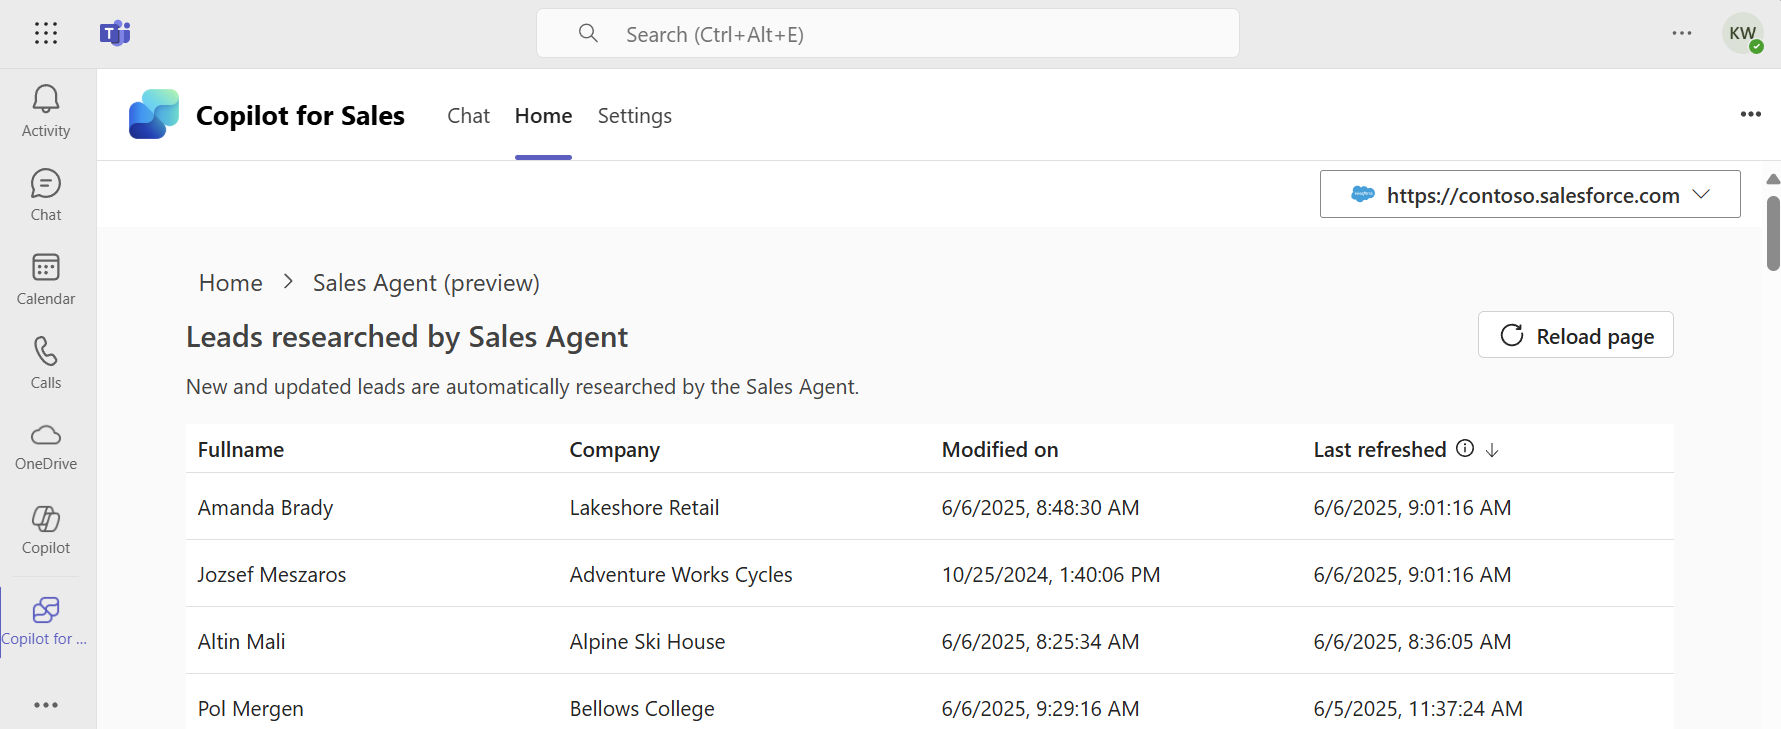 Search (Ctrl+Alt+E)
KW
Activity
Chat
Calendar
Calls
OneDrive
Copilot
Copilot for ...
Copilot for Sales
Chat
Home
Settings
https://contoso.salesforce.com
Home > Sales Agent (preview)
Leads researched by Sales Agent
Reload page
New and updated leads are automatically researched by the Sales Agent.
Fullname Company Modified on Last refreshed
Amanda Brady Lakeshore Retail 6/6/2025, 8:48:30 AM 6/6/2025, 9:01:16 AM
Jozsef Meszaros Adventure Works Cycles 10/25/2024, 1:40:06 PM 6/6/2025, 9:01:16 AM
Altin Mali Alpine Ski House 6/6/2025, 8:25:34 AM 6/6/2025, 8:36:05 AM
Pol Mergen Bellows College 6/6/2025, 9:29:16 AM 6/5/2025, 11:37:24 AM